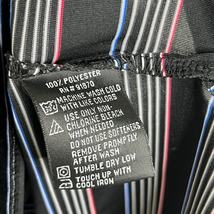 100% POLYESTER
RN # 91870
MACHINE WASH COLD
WITH LIKE COLORS
USE ONLY NON-
CHLORINE BLEACH
WHEN NEEDED
DO NOT USE SOFTENERS
REMOVE PROMPTLY
AFTER WASH
TUMBLE DRY LOW
TOUCH UP WITH
COOL IRON